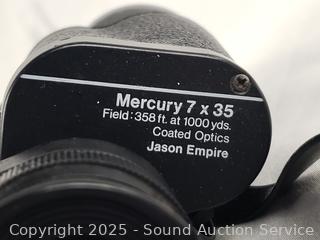 Mercury 7 x 35
Field: 358 ft. at 1000 yds.
Coated Optics
Jason Empire
Copyright 2025 - Sound Auction Service